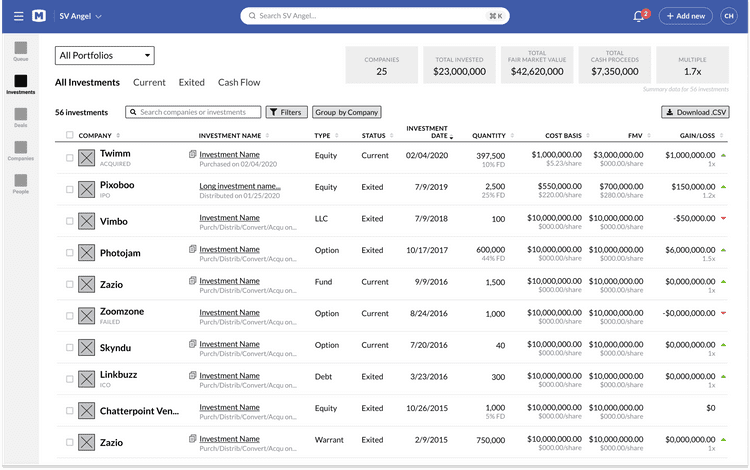 M SV Angel Search SV Angel... ⌘K 2 + Add new CH
Queue
Investments
Deals
Companies
People
All Portfolios
COMPANIES 25
TOTAL INVESTED $23,000,000
TOTAL FAIR MARKET VALUE $42,620,000
TOTAL CASH PROCEEDS $7,350,000
MULTIPLE 1.7x
All Investments Current Exited Cash Flow
Summary data for 56 investments
56 investments Search companies or investments Filters Group by Company Download .CSV
COMPANY INVESTMENT NAME TYPE STATUS INVESTMENT DATE QUANTITY COST BASIS FMV GAIN/LOSS
Twimm Investment Name Equity Current 02/04/2020 397,500 $1,000,000.00 $3,000,000.00 $1,000,000.00
ACQUIRED Purchased on 02/04/2020 10% FD $5.23/share $000.00/share 1x
Pixoboo Long investment name... Equity Exited 7/9/2019 2,500 $550,000.00 $700,000.00 $150,000.00
IPO Distributed on 01/25/2020 25% FD $220.00/share $280.00/share 1.2x
Vimbo Investment Name LLC Exited 7/9/2018 100 $10,000,000.00 $10,000,000.00 -$50,000.00
Purch/Distrib/Convert/Acqu on...
Photojam Investment Name Option Exited 10/17/2017 600,000 $10,000,000.00 $10,000,000.00 $6,000,000.00
Purch/Distrib/Convert/Acqu on... 44% FD $000.00/share $000.00/share 1.5x
Zazio Investment Name Fund Current 9/9/2016 1,500 $10,000,000.00 $10,000,000.00 $0,000,000.00
Purch/Distrib/Convert/Acqu on... $000.00/share $000.00/share 1x
Zoomzone Investment Name Option Current 8/24/2016 1,000 $10,000,000.00 $10,000,000.00 -$0,000,000.00
FAILED Purch/Distrib/Convert/Acqu on... $000.00/share $000.00/share
Skyndu Investment Name Option Current 7/20/2016 40 $10,000,000.00 $10,000,000.00 $0,000,000.00
Purch/Distrib/Convert/Acqu on... $000.00/share $000.00/share 1x
Linkbuzz Investment Name Debt Exited 3/23/2016 300 $10,000,000.00 $10,000,000.00 $0,000,000.00
ICO Purch/Distrib/Convert/Acqu on... $000.00/share $000.00/share 1x
Chatterpoint Ven... Investment Name Equity Exited 10/26/2015 1,000 $10,000,000.00 $10,000,000.00 $0
Purch/Distrib/Convert/Acqu on... 5% FD $000.00/share $000.00/share
Zazio Investment Name Warrant Exited 2/9/2015 750,000 $10,000,000.00 $10,000,000.00 $0,000,000.00
Purch/Distrib/Convert/Acqu on... $000.00/share $000.00/share 1x